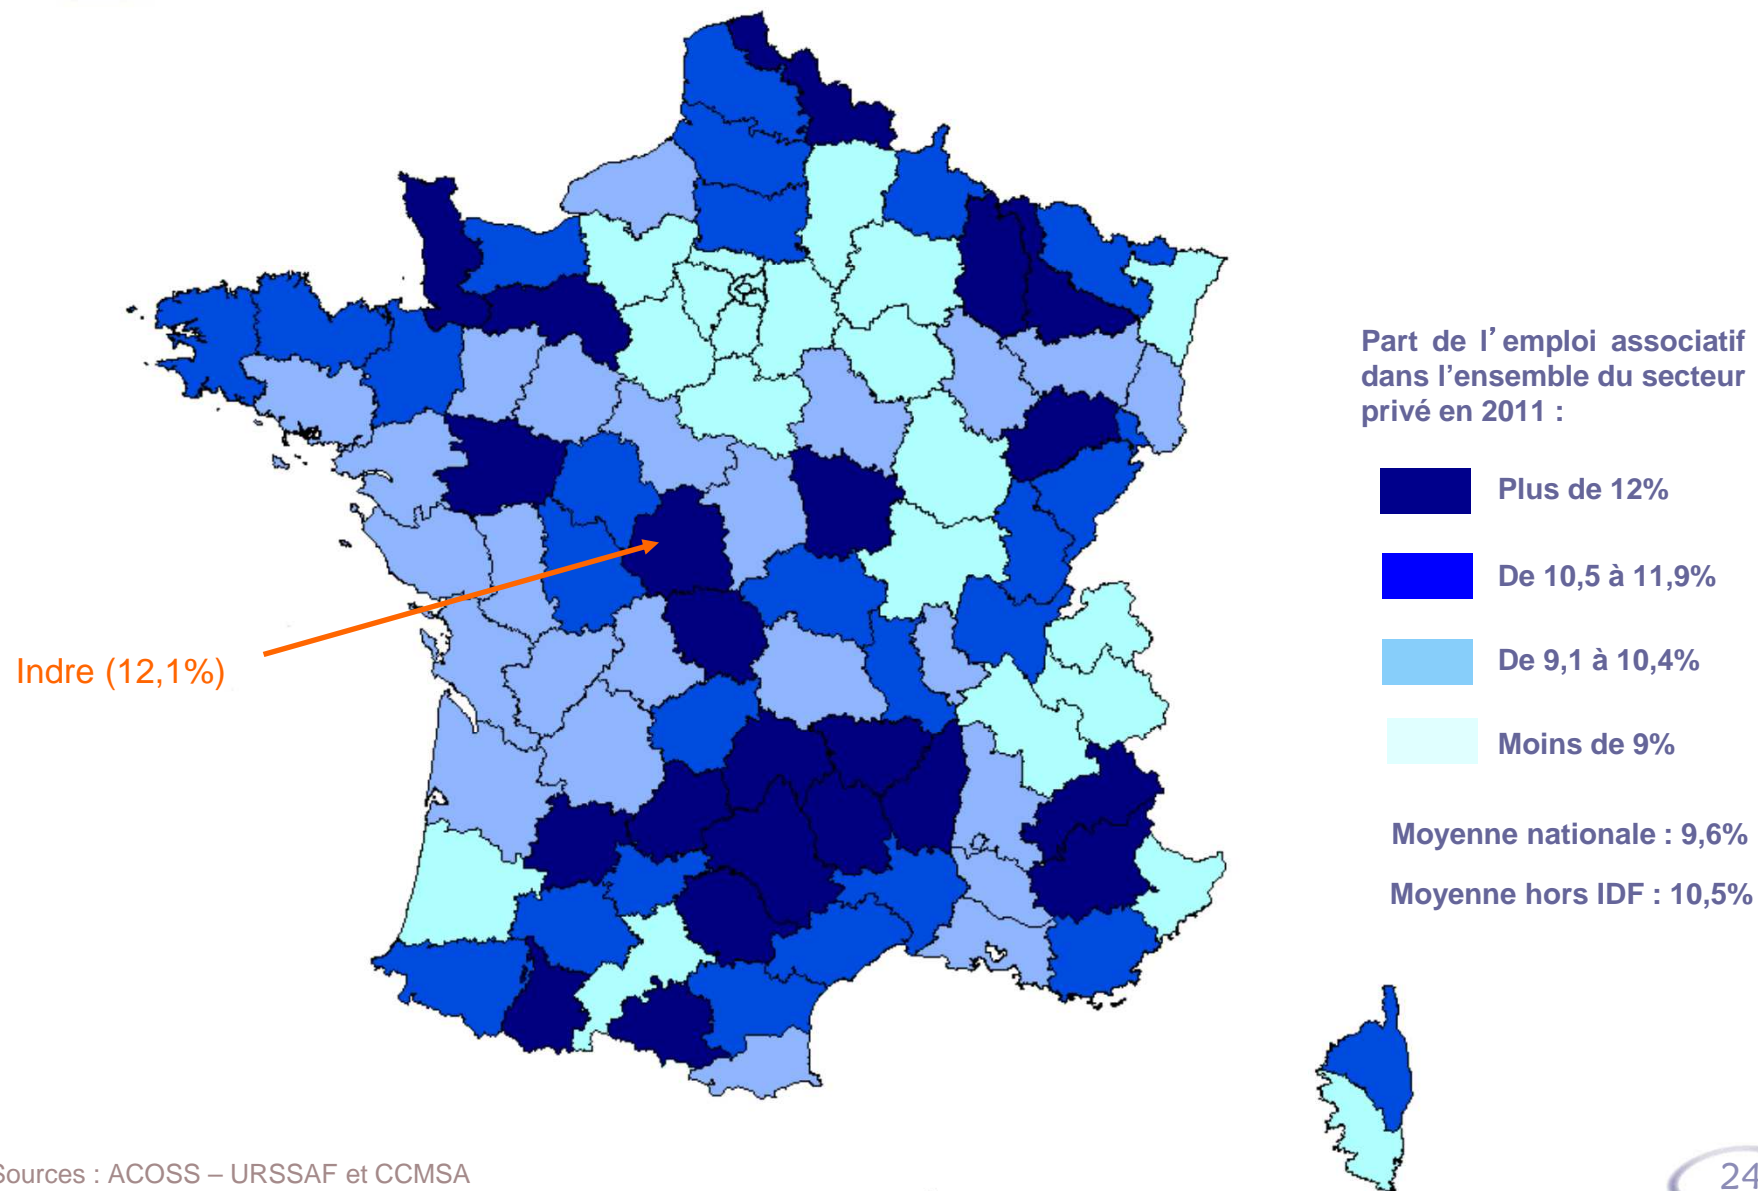 Part de l’emploi associatif
dans l'ensemble du secteur
privé en 2011 :
Plus de 12%
De 10,5 à 11,9%
De 9,1 à 10,4%
Moins de 9%
Moyenne nationale : 9,6%
Moyenne hors IDF : 10,5%
Indre (12,1%)
Sources : ACOSS – URSSAF et CCMSA
24